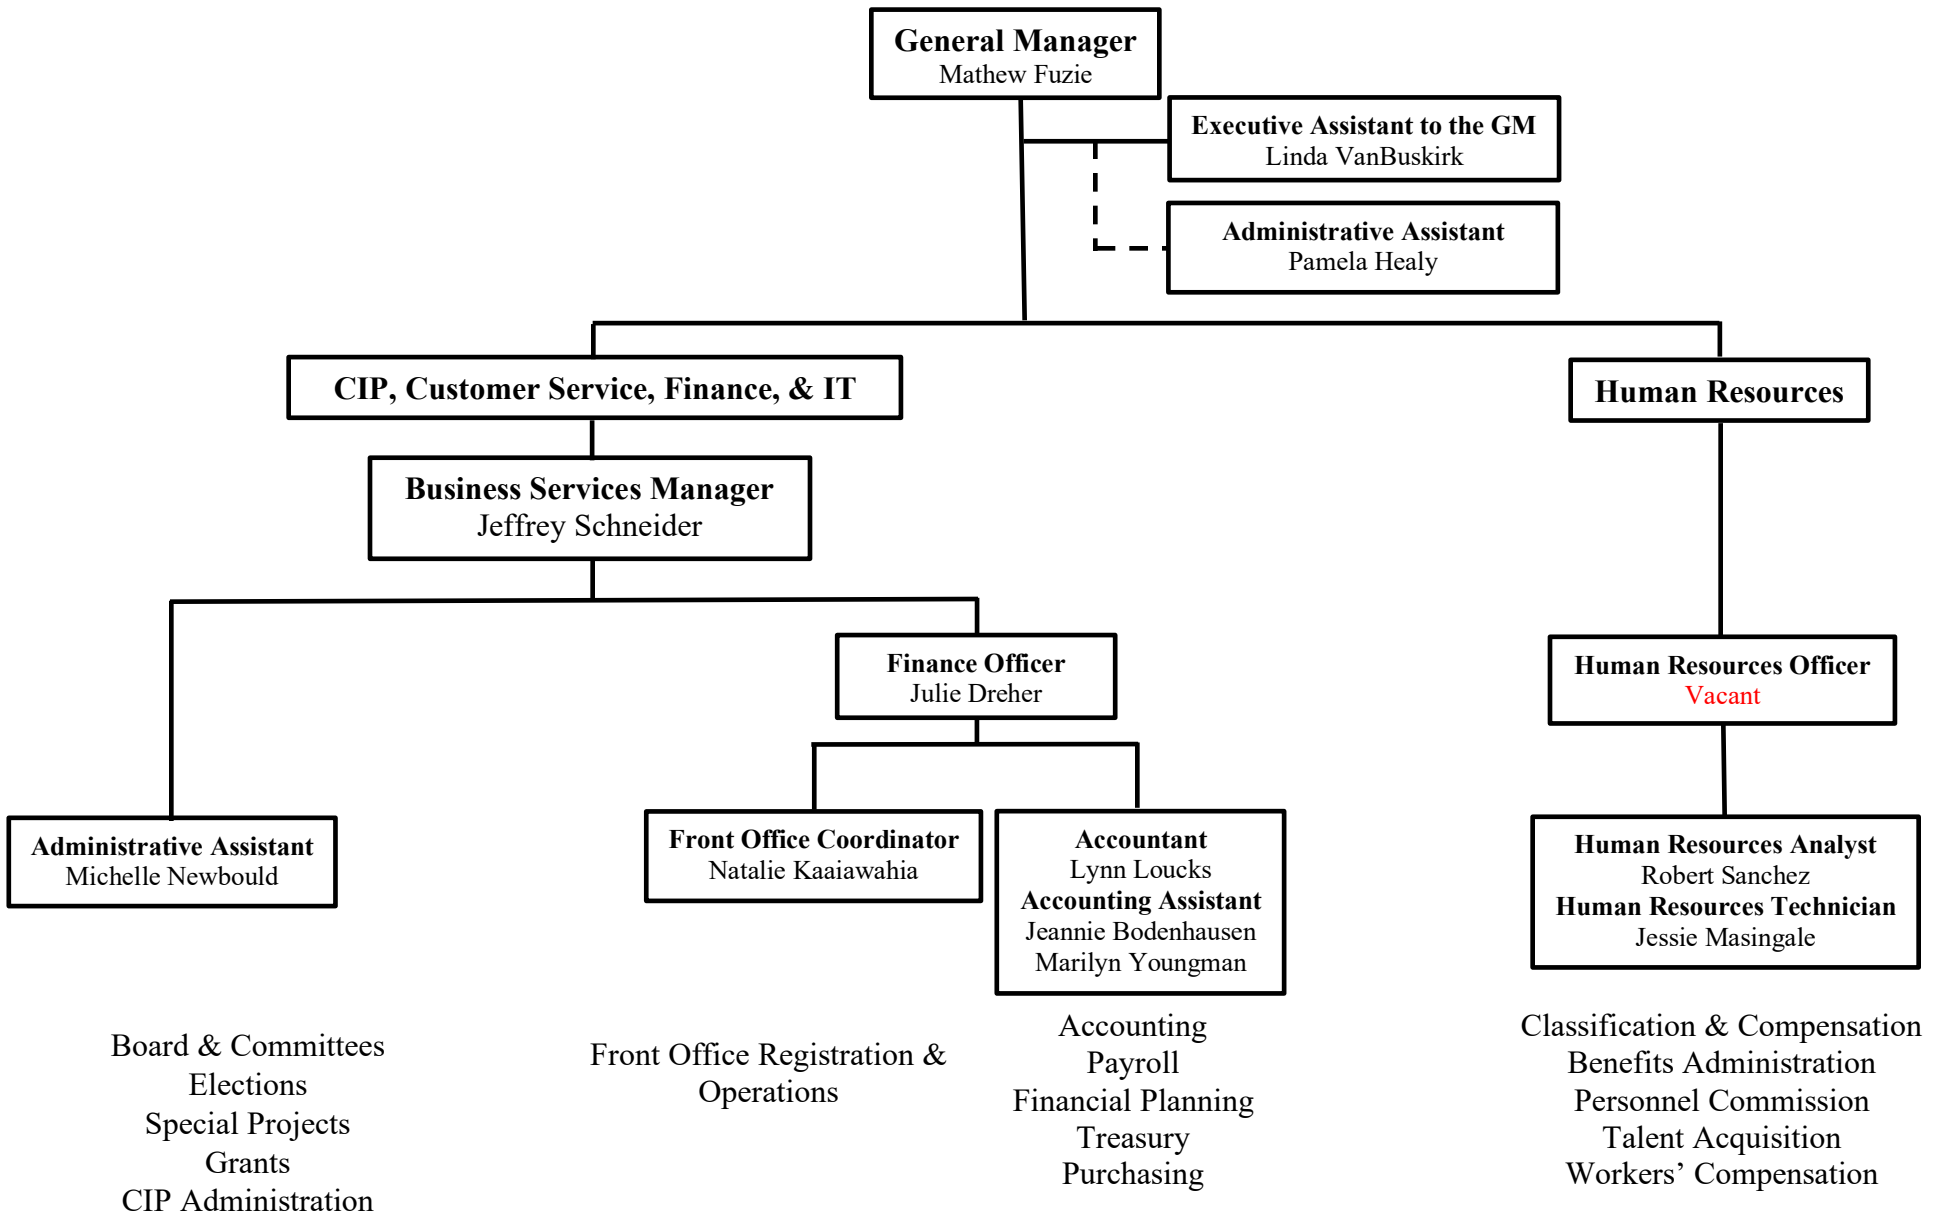 General Manager
Mathew Fuzie
Executive Assistant to the GM
Linda VanBuskirk
Administrative Assistant
Pamela Healy
CIP, Customer Service, Finance, & IT
Human Resources
Business Services Manager
Jeffrey Schneider
Finance Officer
Julie Dreher
Human Resources Officer
Vacant
Administrative Assistant
Michelle Newbould
Front Office Coordinator
Natalie Kaaiawahia
Accountant
Lynn Loucks
Accounting Assistant
Jeannie Bodenhausen
Marilyn Youngman
Human Resources Analyst
Robert Sanchez
Human Resources Technician
Jessie Masingale
Board & Committees
Elections
Special Projects
Grants
CIP Administration
Front Office Registration &
Operations
Accounting
Payroll
Financial Planning
Treasury
Purchasing
Classification & Compensation
Benefits Administration
Personnel Commission
Talent Acquisition
Workers’ Compensation